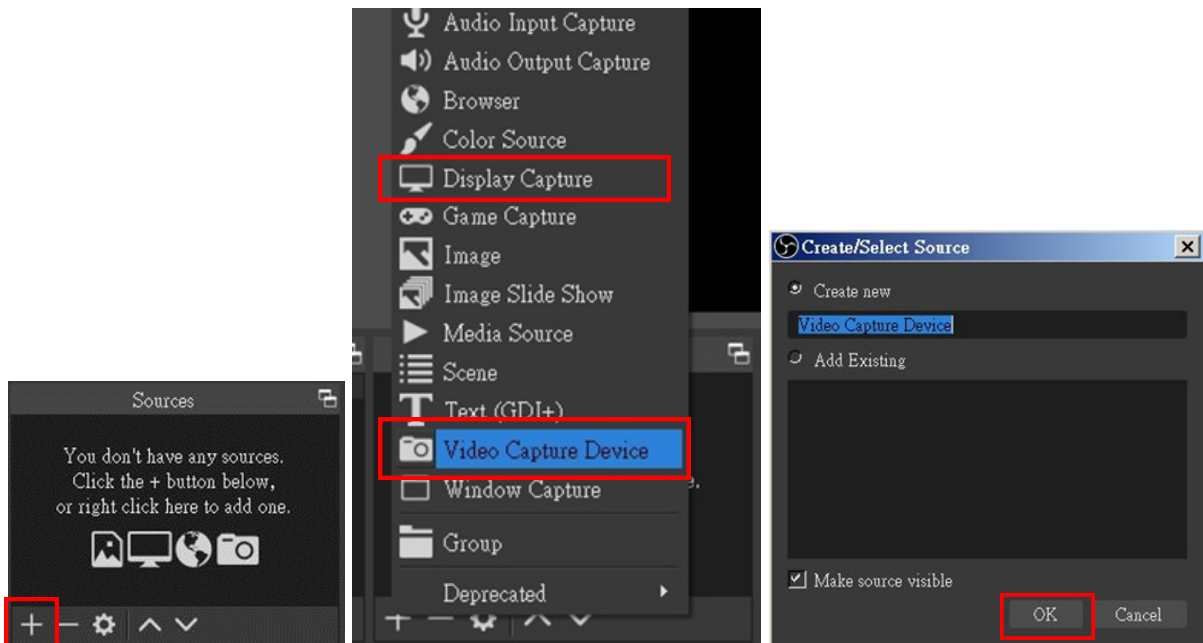 Sources
You don't have any sources.
Click the + button below,
or right click here to add one.
Audio Input Capture
Audio Output Capture
Browser
Color Source
Display Capture
Game Capture
Image
Image Slide Show
Media Source
Scene
Text (GDI+)
Video Capture Device
e.
Window Capture
Group
Deprecated
Create/Select Source
Create new
Video Capture Device
Add Existing
Make source visible
OK
Cancel